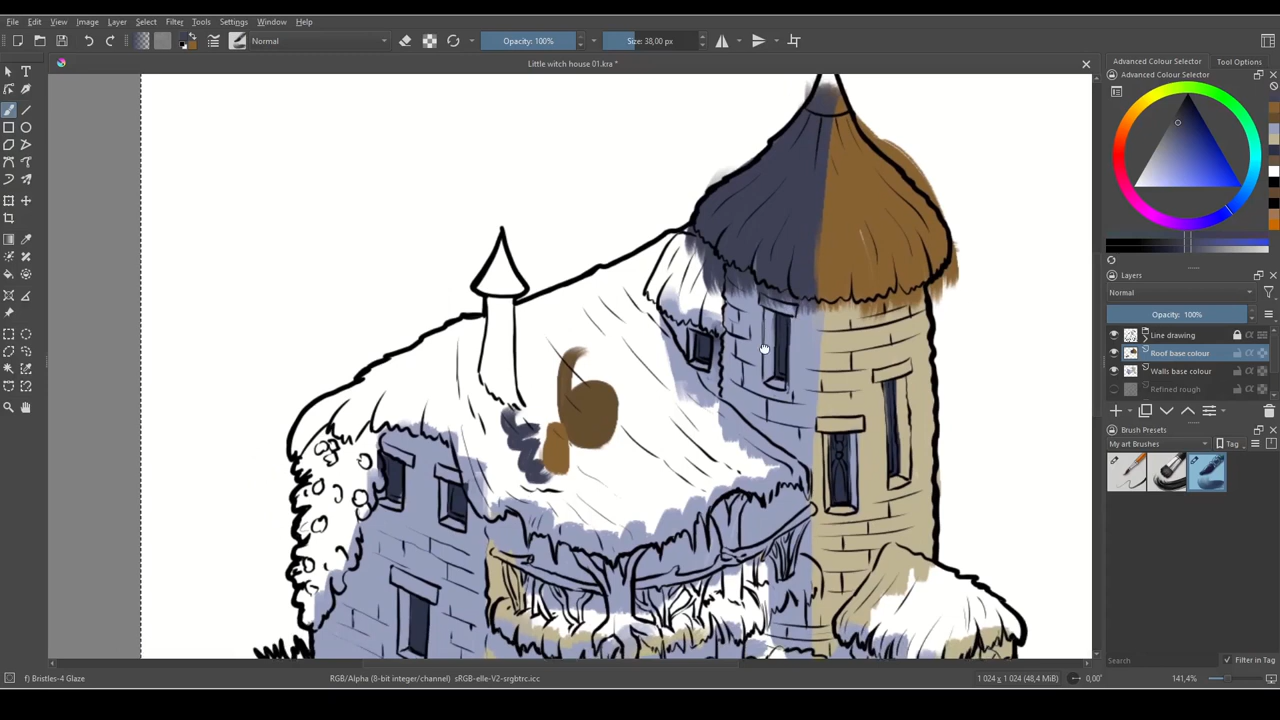 File Edit View Image Layer Select Filter Tools Settings Window Help
Normal Opacity: 100% Size: 38,00 px
Little witch house 01.kra *
Advanced Colour Selector Tool Options
Advanced Colour Selector
Layers
Normal
Opacity: 100%
Line drawing
Roof base colour
Walls base colour
Refined rough
Brush Presets
My art Brushes Tag
Search Filter in Tag
f) Bristles-4 Glaze RGB/Alpha (8-bit integer/channel) sRGB-elle-V2-srgbtrc.icc 1 024 x 1 024 (48,4 MiB) 0,00° 141,4%